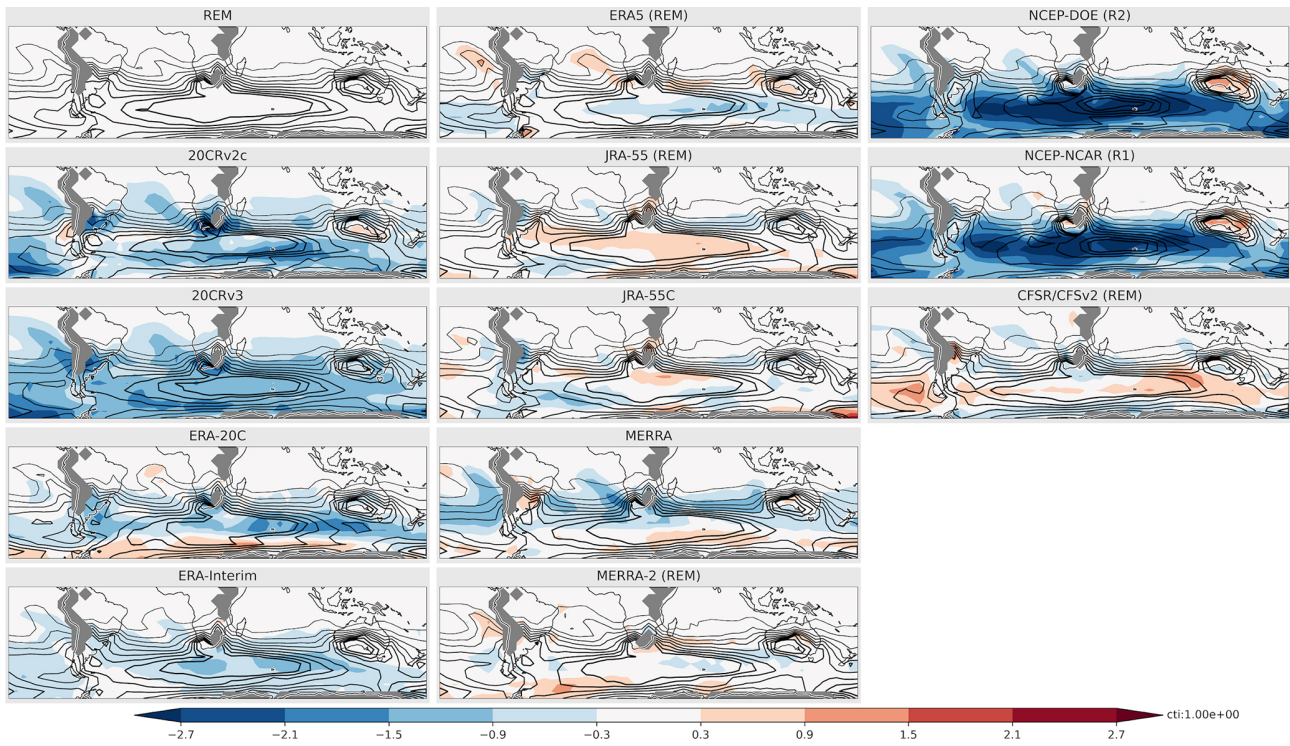 REM
ERA5 (REM)
NCEP-DOE (R2)
20CRv2c
JRA-55 (REM)
NCEP-NCAR (R1)
20CRv3
JRA-55C
CFSR/CFSv2 (REM)
ERA-20C
MERRA
ERA-Interim
MERRA-2 (REM)
cti:1.00e+00
−2.7 −2.1 −1.5 −0.9 −0.3 0.3 0.9 1.5 2.1 2.7